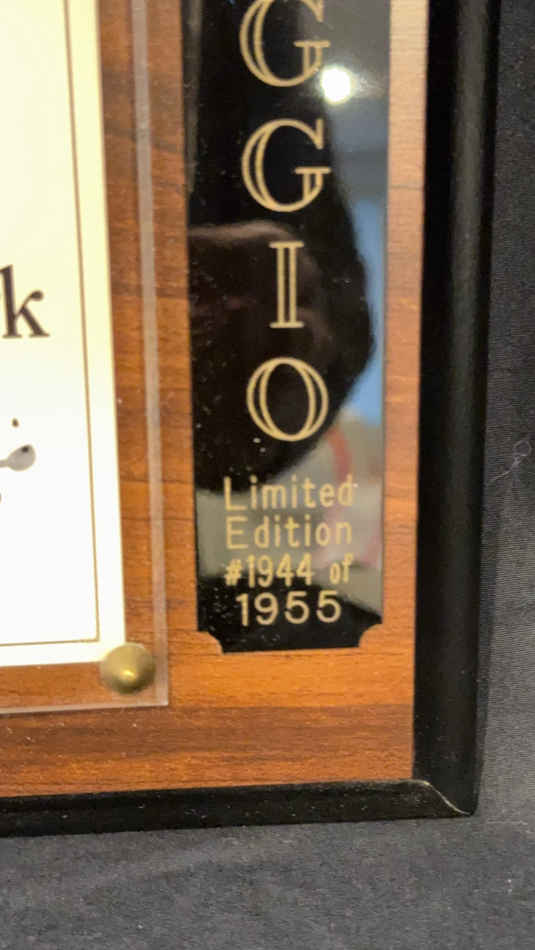 G
G
I
O
Limited
Edition
#1944 of
1955
k